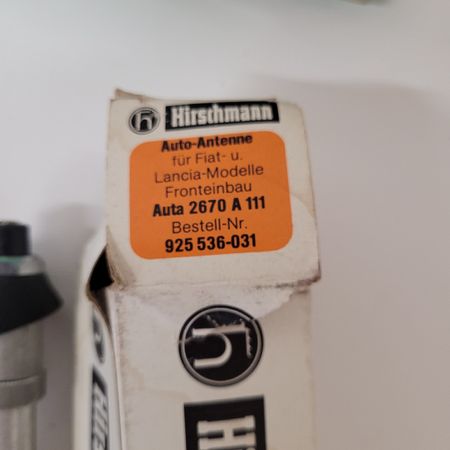 h Hirschmann
Auto-Antenne
für Fiat- u.
Lancia-Modelle
Fronteinbau
Auta 2670 A 111
Bestell-Nr.
925 536-031
h
h